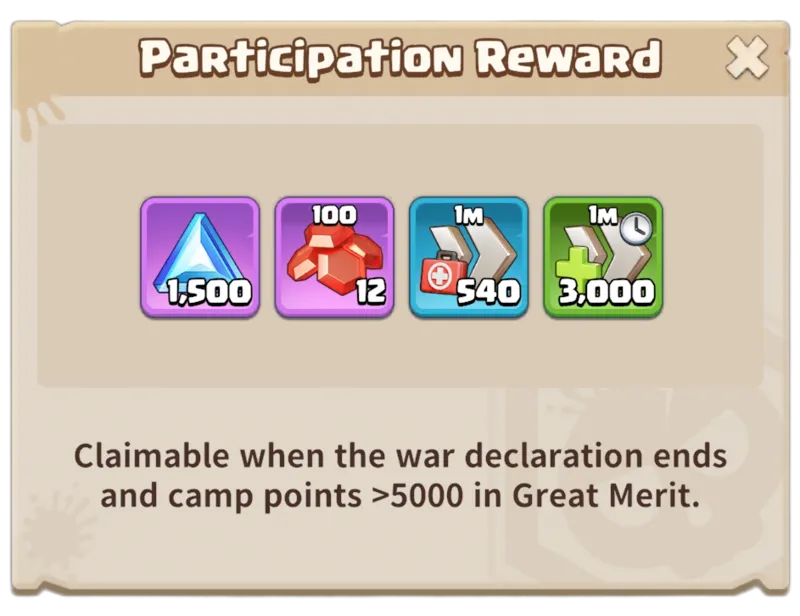 Participation Reward
1,500
100
12
1M
540
1M
3,000
Claimable when the war declaration ends
and camp points >5000 in Great Merit.